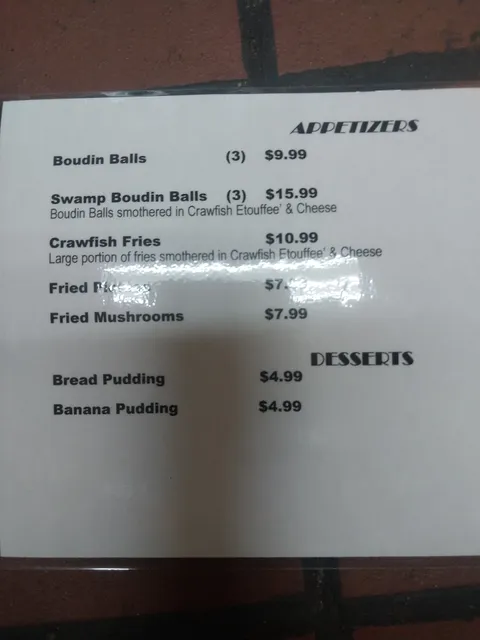 APPETIZERS
Boudin Balls (3) $9.99
Swamp Boudin Balls (3) $15.99
Boudin Balls smothered in Crawfish Etouffee' & Cheese
Crawfish Fries $10.99
Large portion of fries smothered in Crawfish Etouffee' & Cheese
Fried
Fried Mushrooms $7.99
DESSERTS
Bread Pudding $4.99
Banana Pudding $4.99